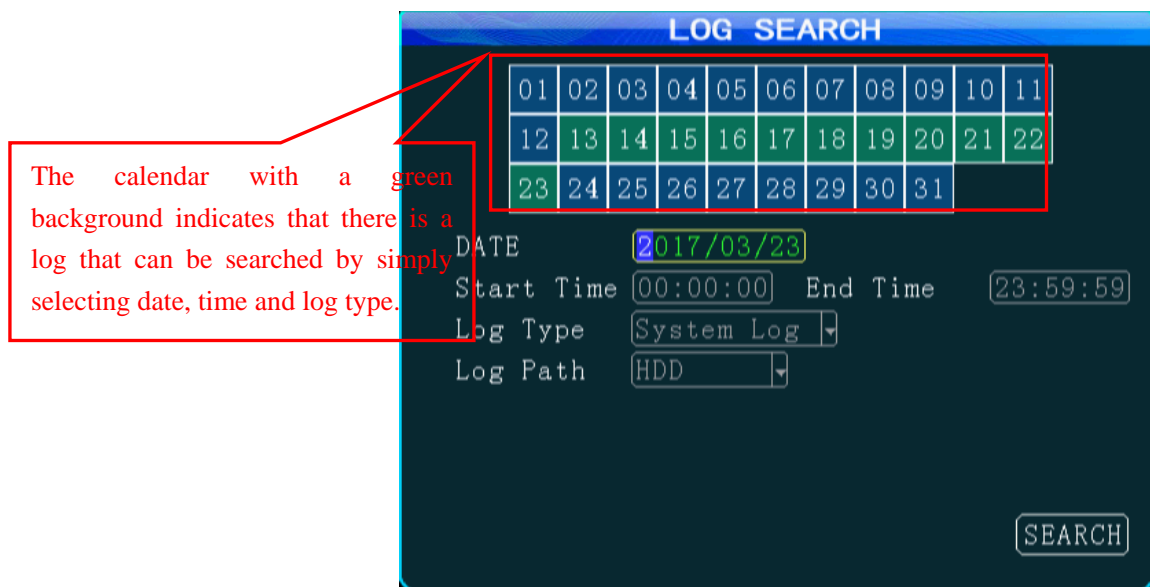 LOG SEARCH
01 02 03 04 05 06 07 08 09 10 11
12 13 14 15 16 17 18 19 20 21 22
23 24 25 26 27 28 29 30 31
The calendar with a green
background indicates that there is a
log that can be searched by simply
selecting date, time and log type.
DATE 2017/03/23
Start Time 00:00:00 End Time 23:59:59
Log Type System Log
Log Path HDD
SEARCH